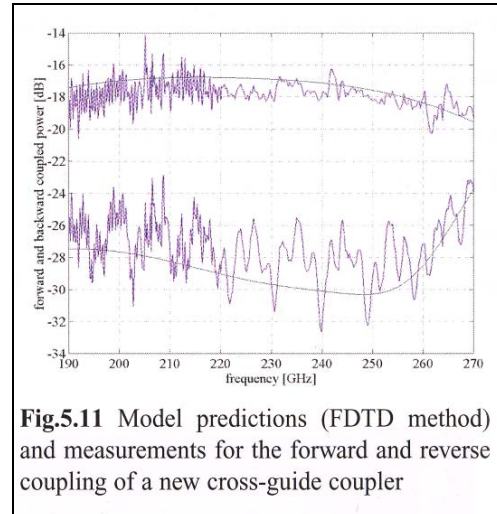 forward and backward coupled power [dB]
-14
-16
-18
-20
-22
-24
-26
-28
-30
-32
-34
190 200 210 220 230 240 250 260 270
frequency [GHz]
Fig.5.11 Model predictions (FDTD method)
and measurements for the forward and reverse
coupling of a new cross-guide coupler